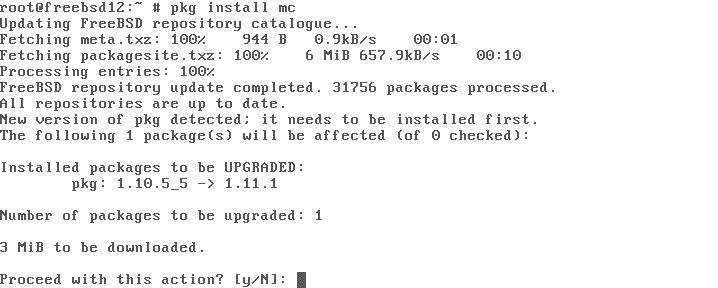 root@freebsd12:~ # pkg install mc
Updating FreeBSD repository catalogue...
Fetching meta.txz: 100%    944 B   0.9kB/s    00:01
Fetching packagesite.txz: 100%    6 MiB 657.9kB/s    00:10
Processing entries: 100%
FreeBSD repository update completed. 31756 packages processed.
All repositories are up to date.
New version of pkg detected; it needs to be installed first.
The following 1 package(s) will be affected (of 0 checked):

Installed packages to be UPGRADED:
        pkg: 1.10.5_5 -> 1.11.1

Number of packages to be upgraded: 1

3 MiB to be downloaded.

Proceed with this action? [y/N]: